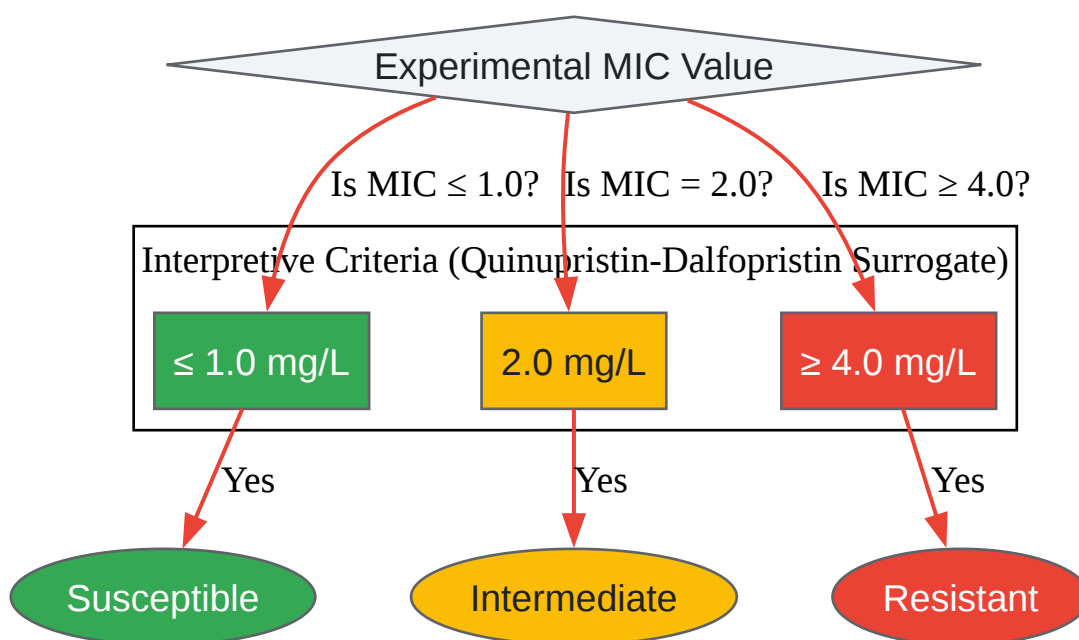 Experimental MIC Value
Is MIC ≤ 1.0?
Is MIC = 2.0?
Is MIC ≥ 4.0?
Interpretive Criteria (Quinupristin-Dalfopristin Surrogate)
≤ 1.0 mg/L
2.0 mg/L
≥ 4.0 mg/L
Yes
Yes
Yes
Susceptible
Intermediate
Resistant